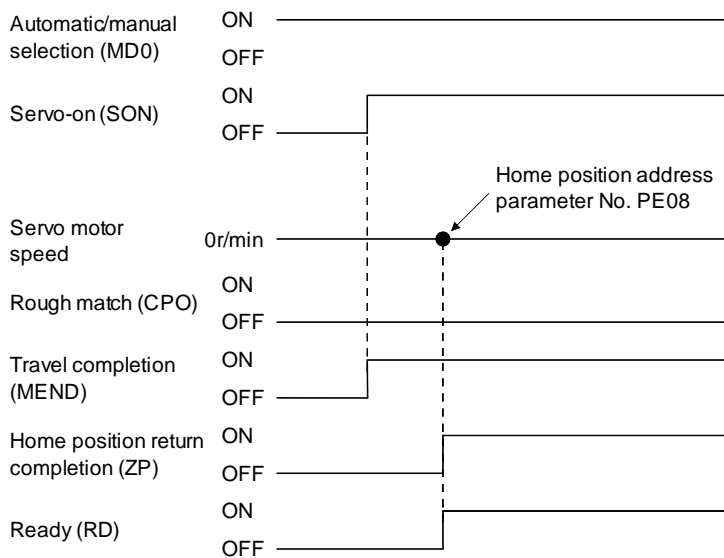 Automatic/manual
selection (MD0)
ON
OFF
Servo-on (SON)
ON
OFF
Home position address
parameter No. PE08
Servo motor
speed
0r/min
Rough match (CPO)
ON
OFF
Travel completion
(MEND)
ON
OFF
Home position return
completion (ZP)
ON
OFF
Ready (RD)
ON
OFF